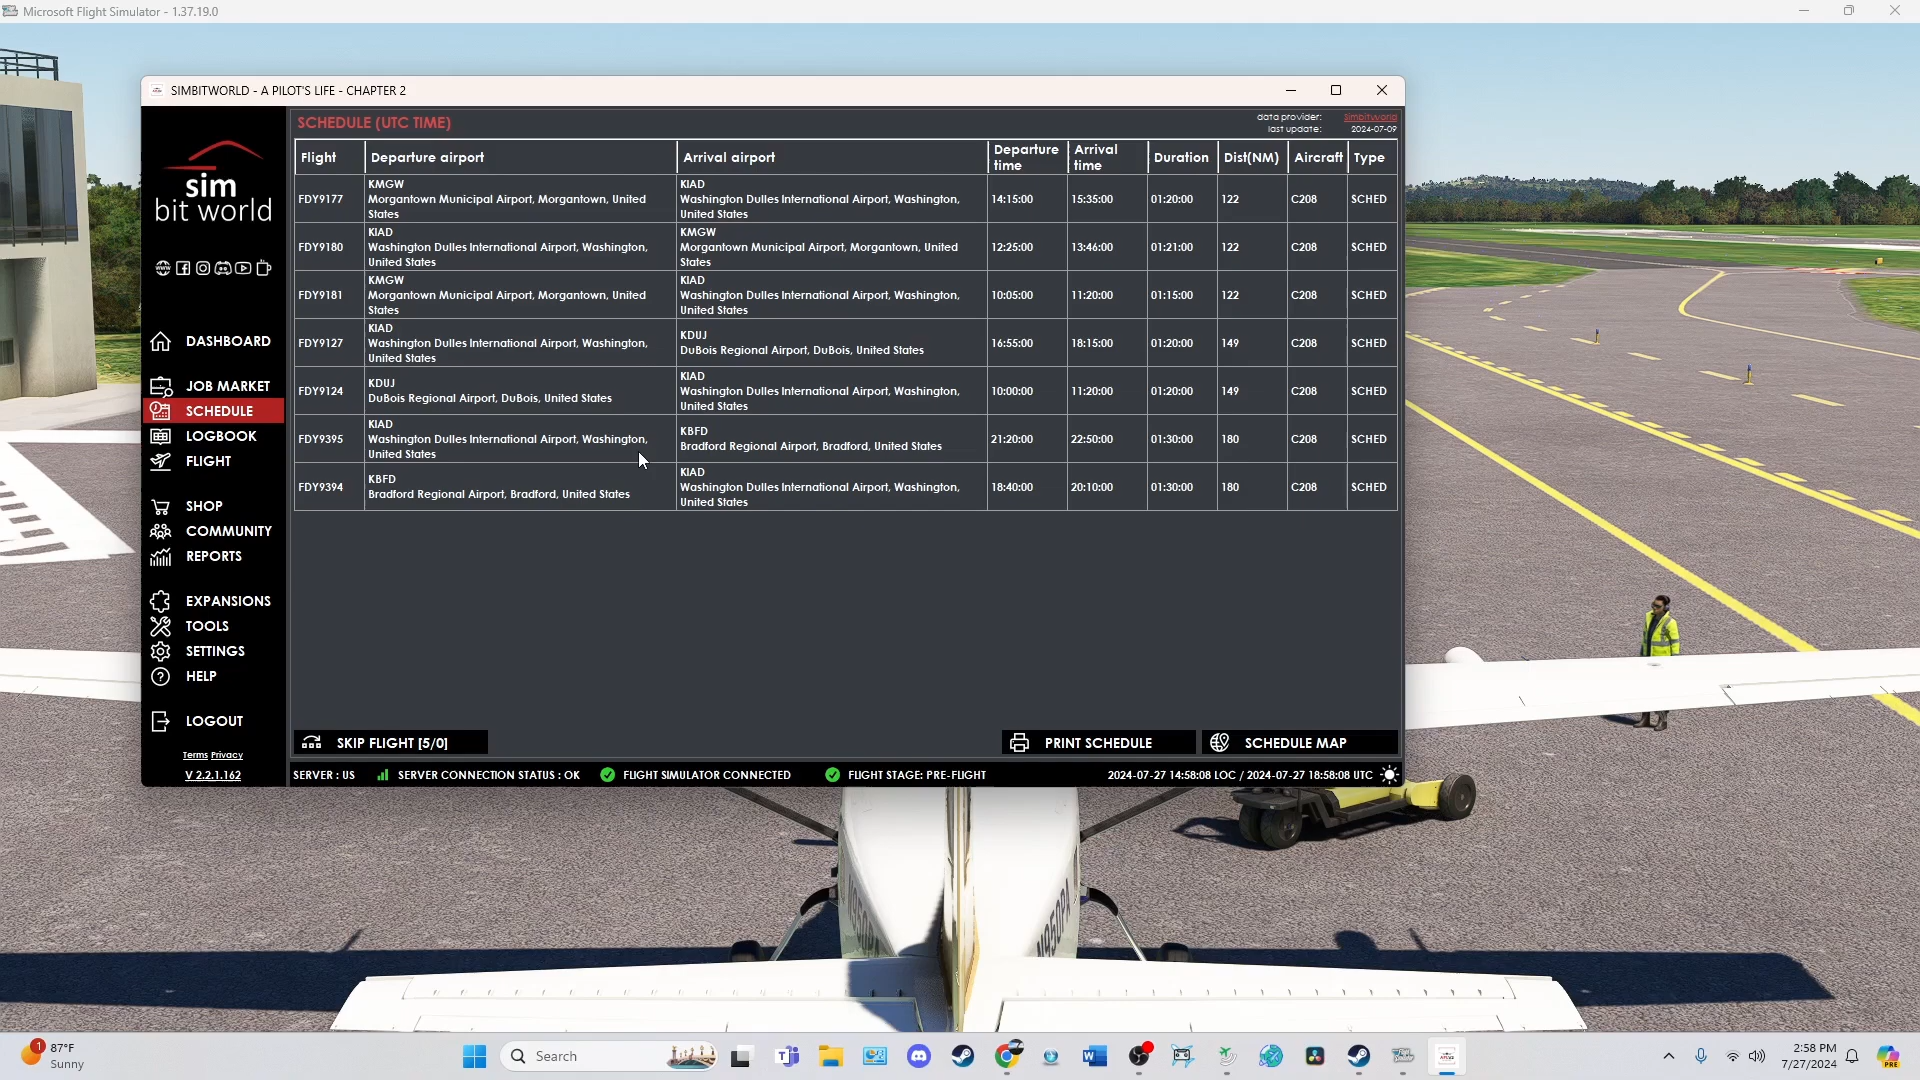 Microsoft Flight Simulator - 1.37.19.0
SIMBITWORLD - A PILOT'S LIFE - CHAPTER 2
sim
bit world
DASHBOARD
JOB MARKET
SCHEDULE
LOGBOOK
FLIGHT
SHOP
COMMUNITY
REPORTS
EXPANSIONS
TOOLS
SETTINGS
HELP
LOGOUT
Terms Privacy
V 2.2.1.162
SCHEDULE (UTC TIME)
data provider: Simbitworld
last update: 2024-07-09
Flight Departure airport Arrival airport Departure time Arrival time Duration Dist(NM) Aircraft Type
FDY9177 KMGW Morgantown Municipal Airport, Morgantown, United States KIAD Washington Dulles International Airport, Washington, United States 14:15:00 15:35:00 01:20:00 122 C208 SCHED
FDY9180 KIAD Washington Dulles International Airport, Washington, United States KMGW Morgantown Municipal Airport, Morgantown, United States 12:25:00 13:46:00 01:21:00 122 C208 SCHED
FDY9181 KMGW Morgantown Municipal Airport, Morgantown, United States KIAD Washington Dulles International Airport, Washington, United States 10:05:00 11:20:00 01:15:00 122 C208 SCHED
FDY9127 KIAD Washington Dulles International Airport, Washington, United States KDUJ DuBois Regional Airport, DuBois, United States 16:55:00 18:15:00 01:20:00 149 C208 SCHED
FDY9124 KDUJ DuBois Regional Airport, DuBois, United States KIAD Washington Dulles International Airport, Washington, United States 10:00:00 11:20:00 01:20:00 149 C208 SCHED
FDY9395 KIAD Washington Dulles International Airport, Washington, United States KBFD Bradford Regional Airport, Bradford, United States 21:20:00 22:50:00 01:30:00 180 C208 SCHED
FDY9394 KBFD Bradford Regional Airport, Bradford, United States KIAD Washington Dulles International Airport, Washington, United States 18:40:00 20:10:00 01:30:00 180 C208 SCHED
SKIP FLIGHT [5/0] PRINT SCHEDULE SCHEDULE MAP
SERVER : US SERVER CONNECTION STATUS : OK FLIGHT SIMULATOR CONNECTED FLIGHT STAGE: PRE-FLIGHT 2024-07-27 14:58:08 LOC / 2024-07-27 18:58:08 UTC
N950PA
1
87°F
Sunny
Search
2:58 PM
7/27/2024